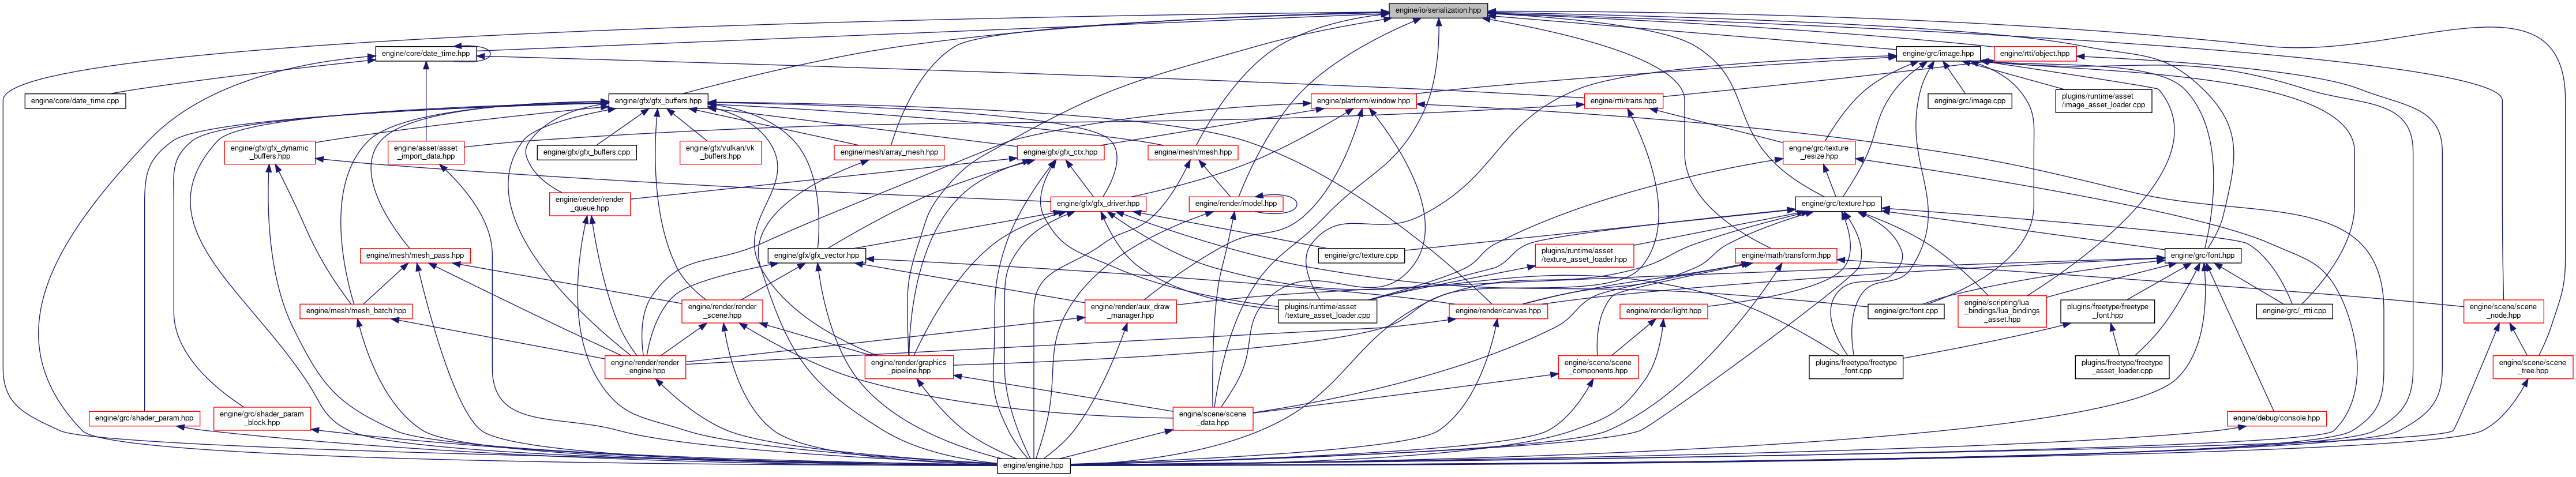 engine/io/serialization.hpp
engine/core/date_time.hpp
engine/grc/image.hpp
engine/rtti/object.hpp
engine/core/date_time.cpp
engine/gfx/gfx_buffers.hpp
engine/platform/window.hpp
engine/rtti/traits.hpp
engine/grc/image.cpp
plugins/runtime/asset
/image_asset_loader.cpp
engine/gfx/gfx_dynamic
_buffers.hpp
engine/asset/asset
_import_data.hpp
engine/gfx/gfx_buffers.cpp
engine/gfx/vulkan/vk
_buffers.hpp
engine/mesh/array_mesh.hpp
engine/gfx/gfx_ctx.hpp
engine/mesh/mesh.hpp
engine/grc/texture
_resize.hpp
engine/render/render
_queue.hpp
engine/gfx/gfx_driver.hpp
engine/render/model.hpp
engine/grc/texture.hpp
engine/mesh/mesh_pass.hpp
engine/gfx/gfx_vector.hpp
engine/grc/texture.cpp
plugins/runtime/asset
/texture_asset_loader.hpp
engine/math/transform.hpp
engine/grc/font.hpp
engine/mesh/mesh_batch.hpp
engine/render/render
_scene.hpp
engine/render/aux_draw
_manager.hpp
plugins/runtime/asset
/texture_asset_loader.cpp
engine/render/canvas.hpp
engine/render/light.hpp
engine/grc/font.cpp
engine/scripting/lua
_bindings/lua_bindings
_asset.hpp
plugins/freetype/freetype
_font.hpp
engine/grc/_rtti.cpp
engine/scene/scene
_node.hpp
engine/render/render
_engine.hpp
engine/render/graphics
_pipeline.hpp
engine/scene/scene
_components.hpp
plugins/freetype/freetype
_font.cpp
plugins/freetype/freetype
_asset_loader.cpp
engine/scene/scene
_tree.hpp
engine/grc/shader_param.hpp
engine/grc/shader_param
_block.hpp
engine/scene/scene
_data.hpp
engine/debug/console.hpp
engine/engine.hpp